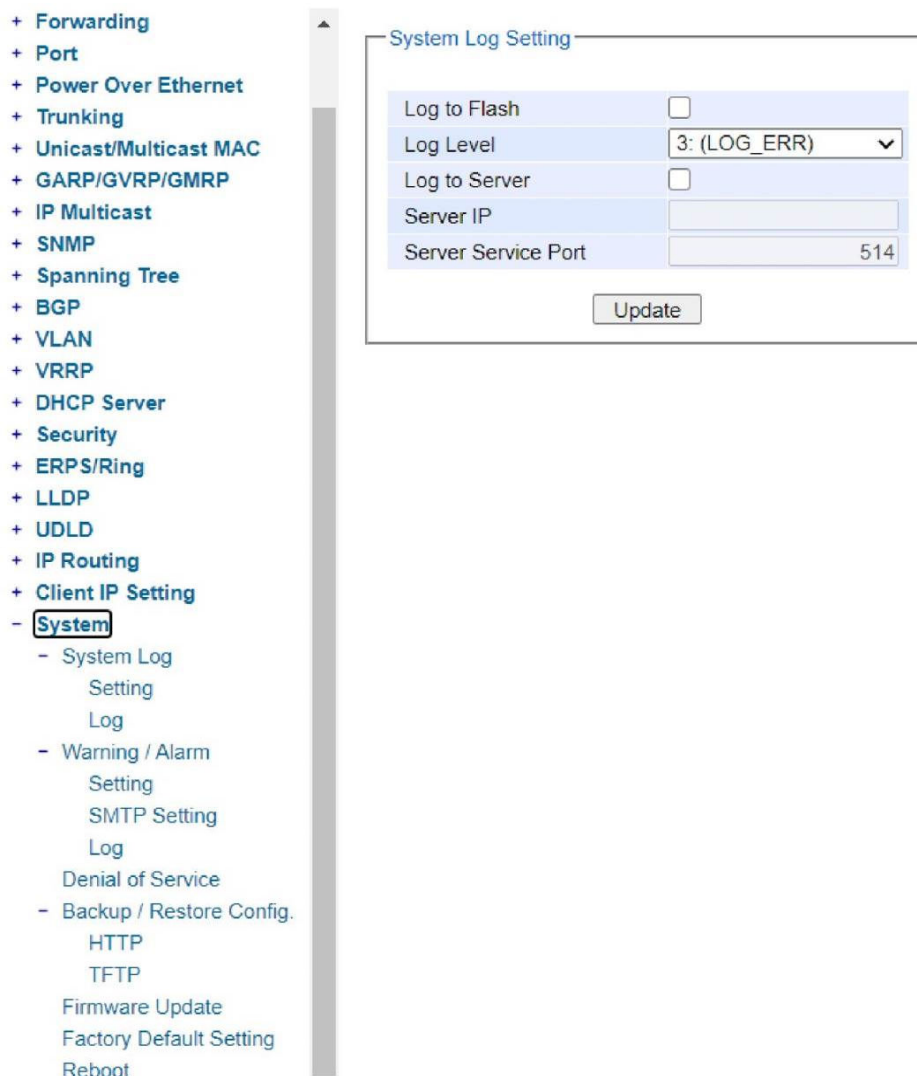 + Forwarding
+ Port
+ Power Over Ethernet
+ Trunking
+ Unicast/Multicast MAC
+ GARP/GVRP/GMRP
+ IP Multicast
+ SNMP
+ Spanning Tree
+ BGP
+ VLAN
+ VRRP
+ DHCP Server
+ Security
+ ERPS/Ring
+ LLDP
+ UDLD
+ IP Routing
+ Client IP Setting
- System
- System Log
Setting
Log
- Warning / Alarm
Setting
SMTP Setting
Log
Denial of Service
- Backup / Restore Config.
HTTP
TFTP
Firmware Update
Factory Default Setting
Reboot
System Log Setting
Log to Flash
Log Level 3: (LOG_ERR)
Log to Server
Server IP
Server Service Port 514
Update